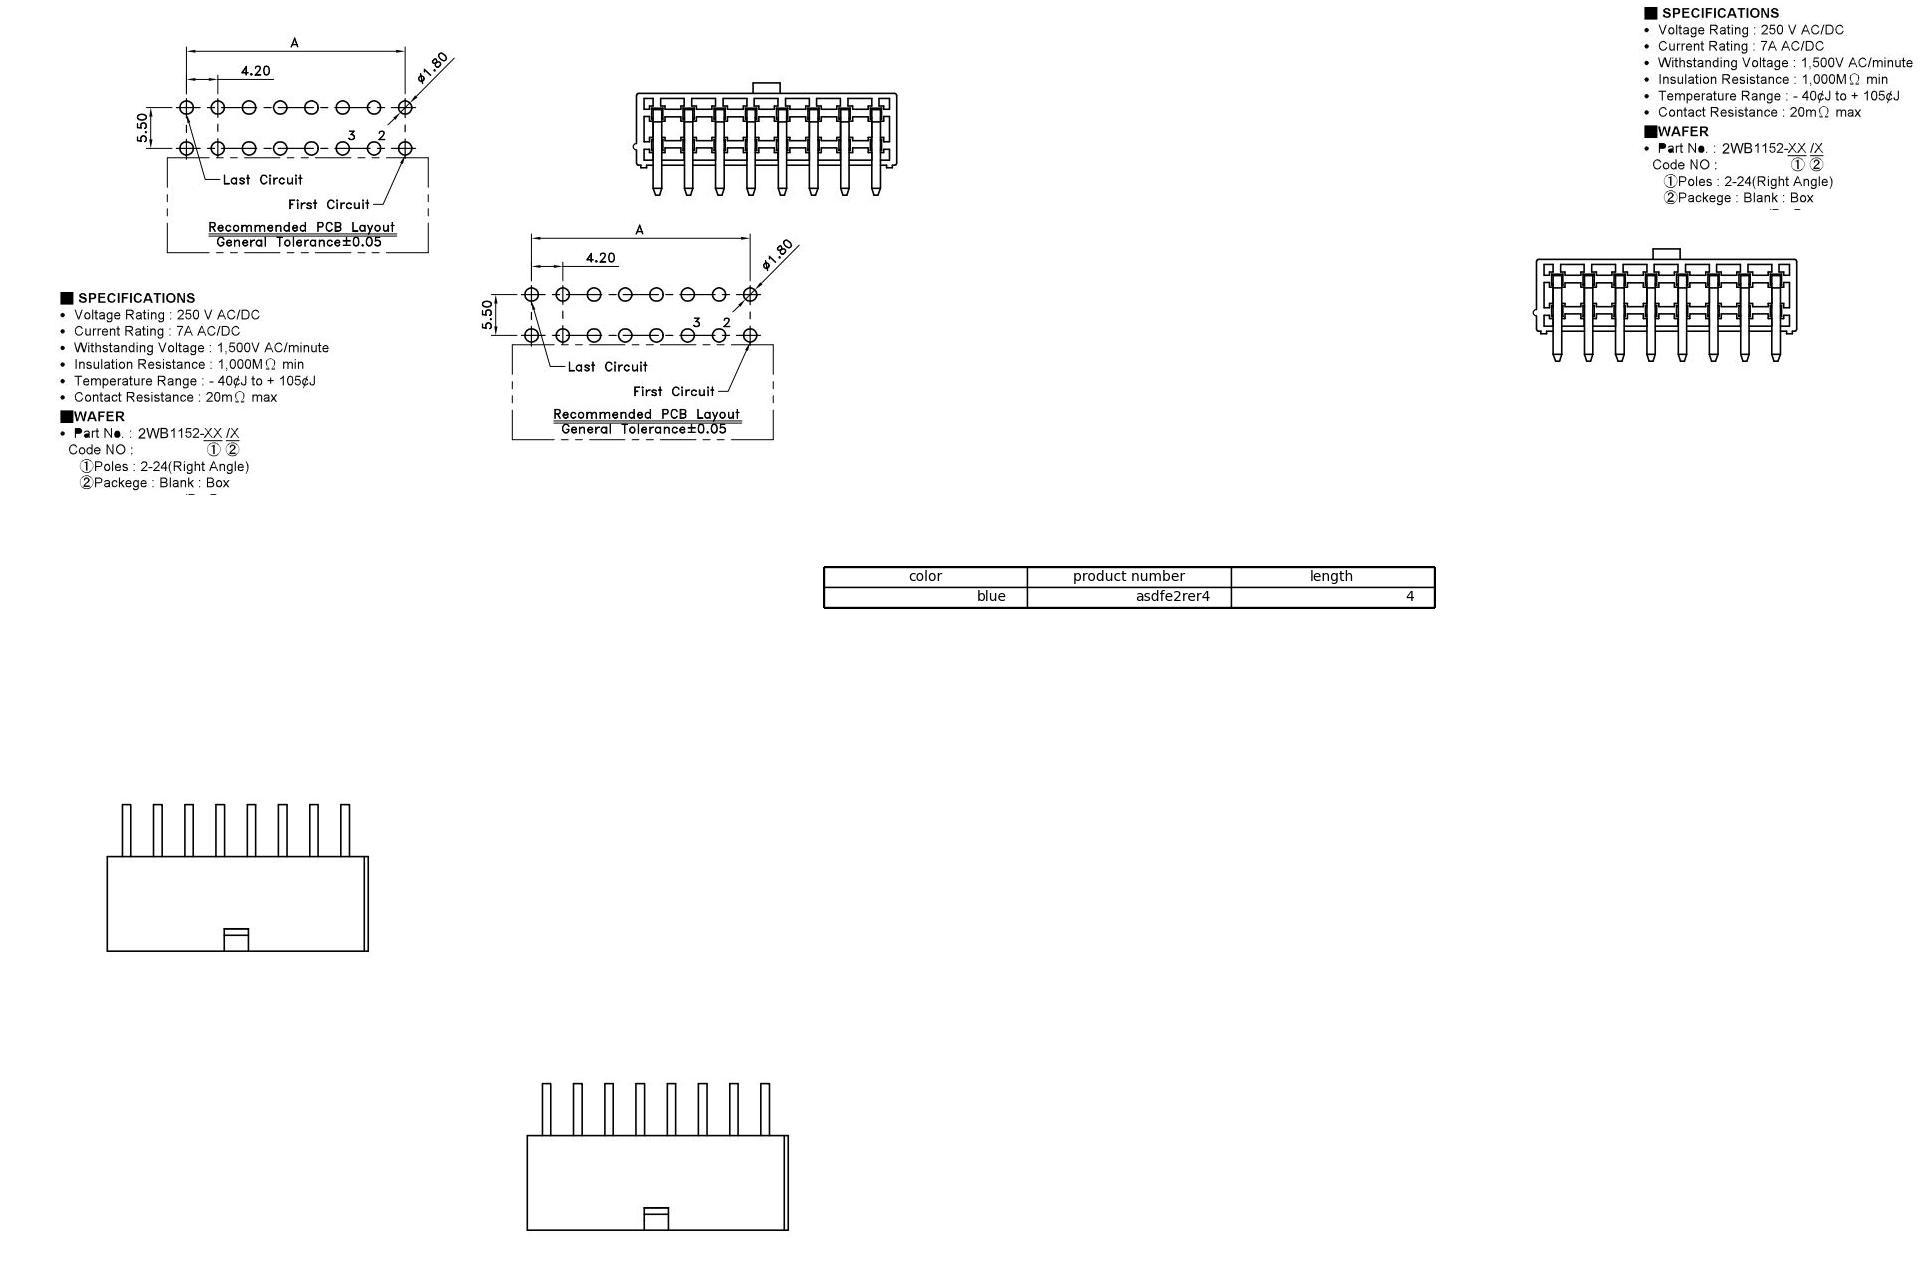 A
4.20
ø1.80
5.50
3 2
Last Circuit
First Circuit
Recommended PCB Layout
General Tolerance±0.05
■ SPECIFICATIONS
• Voltage Rating : 250 V AC/DC
• Current Rating : 7A AC/DC
• Withstanding Voltage : 1,500V AC/minute
• Insulation Resistance : 1,000MΩ min
• Temperature Range : - 40¢J to + 105¢J
• Contact Resistance : 20mΩ max
■WAFER
• Part No. : 2WB1152-XX /X
Code NO : ① ②
①Poles : 2-24(Right Angle)
②Packege : Blank : Box
A
4.20
ø1.80
5.50
3 2
Last Circuit
First Circuit
Recommended PCB Layout
General Tolerance±0.05
■ SPECIFICATIONS
• Voltage Rating : 250 V AC/DC
• Current Rating : 7A AC/DC
• Withstanding Voltage : 1,500V AC/minute
• Insulation Resistance : 1,000MΩ min
• Temperature Range : - 40¢J to + 105¢J
• Contact Resistance : 20mΩ max
■WAFER
• Part No. : 2WB1152-XX /X
Code NO : ① ②
①Poles : 2-24(Right Angle)
②Packege : Blank : Box
color product number length
blue asdfe2rer4 4